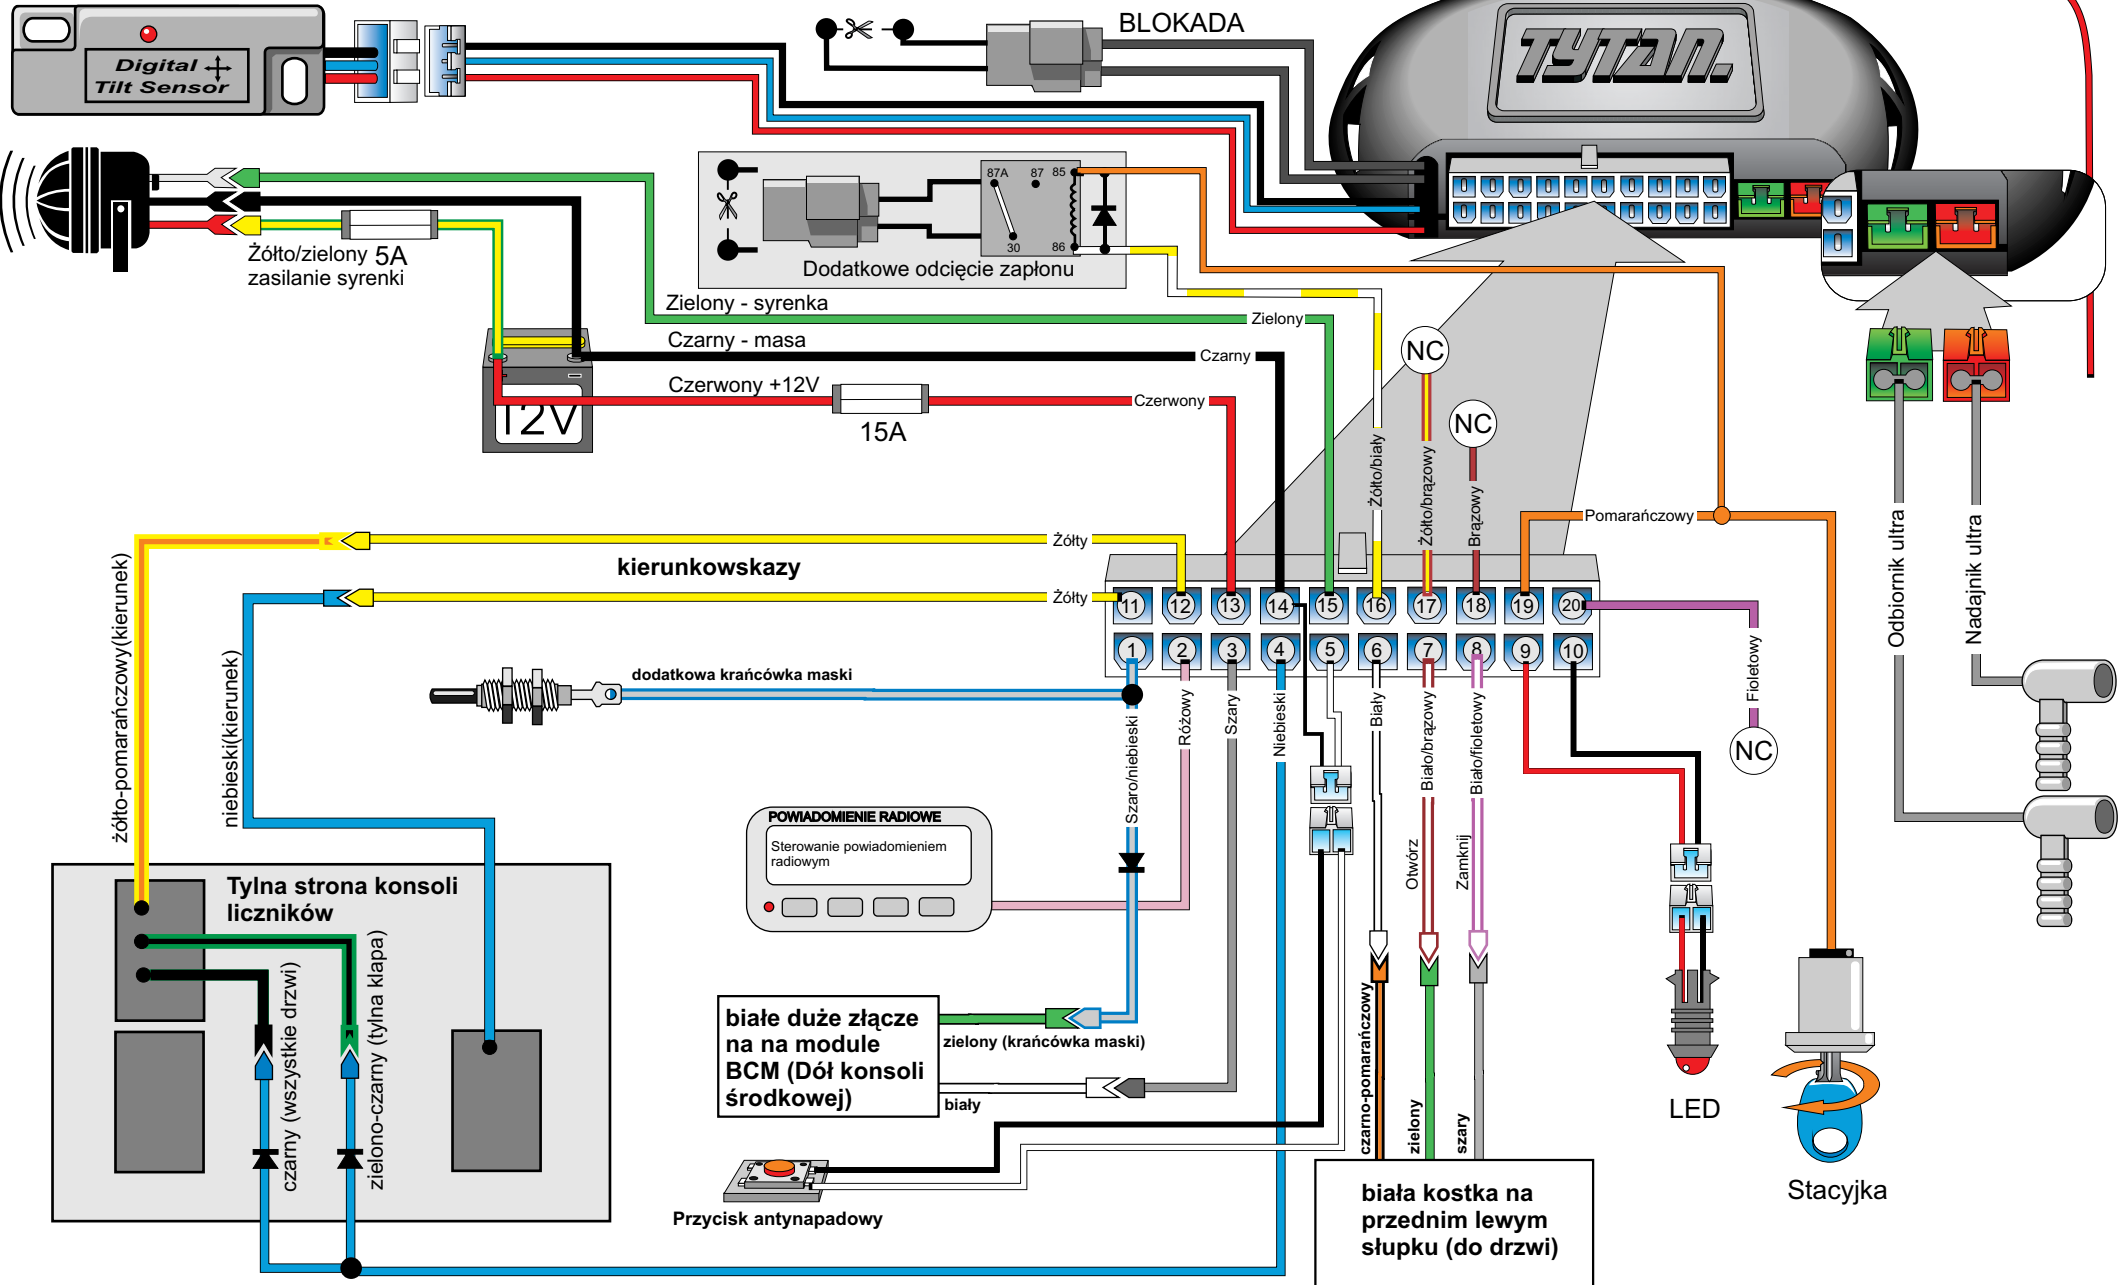 Digital
Tilt Sensor
BLOKADA
TYTAN.
87A
87
85
30
86
Dodatkowe odcięcie zapłonu
Żółto/zielony 5A
zasilanie syrenki
Zielony - syrenka
Zielony
Czarny - masa
Czarny
Czerwony +12V
Czerwony
15A
12V
NC
NC
Żółto/biały
Żółto/brązowy
Brązowy
Pomarańczowy
Odbiornik ultra
Nadajnik ultra
Żółty
kierunkowskazy
Żółty
żółto-pomarańczowy(kierunek)
niebieski(kierunek)
11
12
13
14
15
16
17
18
19
20
1
2
3
4
5
6
7
8
9
10
Fioletowy
NC
dodatkowa krańcówka maski
Szaro/niebieski
Różowy
Szary
Niebieski
Biały
Biało/brązowy
Biało/fioletowy
Otwórz
Zamknij
POWIADOMIENIE RADIOWE
Sterowanie powiadomieniem
radiowym
Tylna strona konsoli
liczników
czarny (wszystkie drzwi)
zielono-czarny (tylna klapa)
białe duże złącze
na na module
BCM (Dół konsoli
środkowej)
zielony (krańcówka maski)
biały
czarno-pomarańczowy
zielony
szary
Przycisk antynapadowy
biała kostka na
przednim lewym
słupku (do drzwi)
LED
Stacyjka